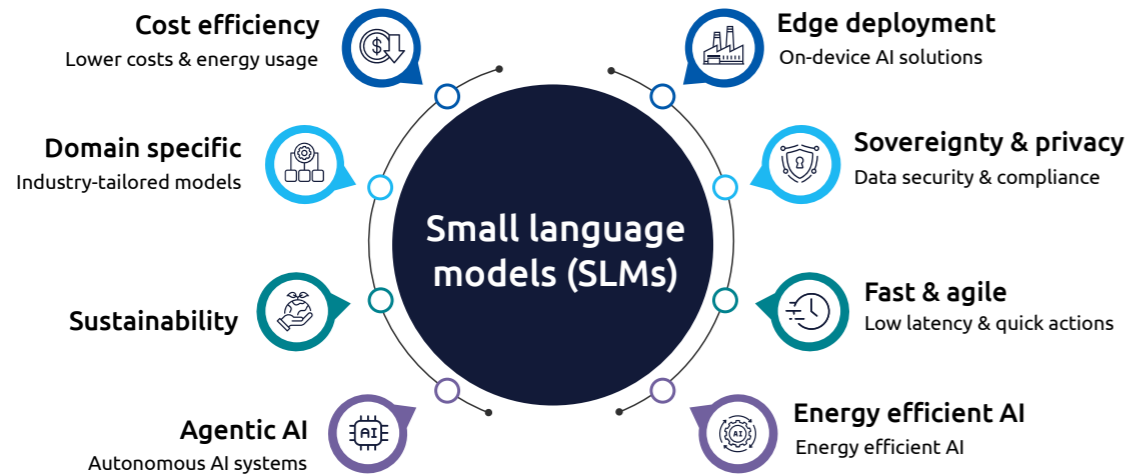 Cost efficiency
Lower costs & energy usage
Domain specific
Industry-tailored models
Sustainability
Agentic AI
Autonomous AI systems
Small language
models (SLMs)
Edge deployment
On-device AI solutions
Sovereignty & privacy
Data security & compliance
Fast & agile
Low latency & quick actions
Energy efficient AI
Energy efficient AI
AI
AI